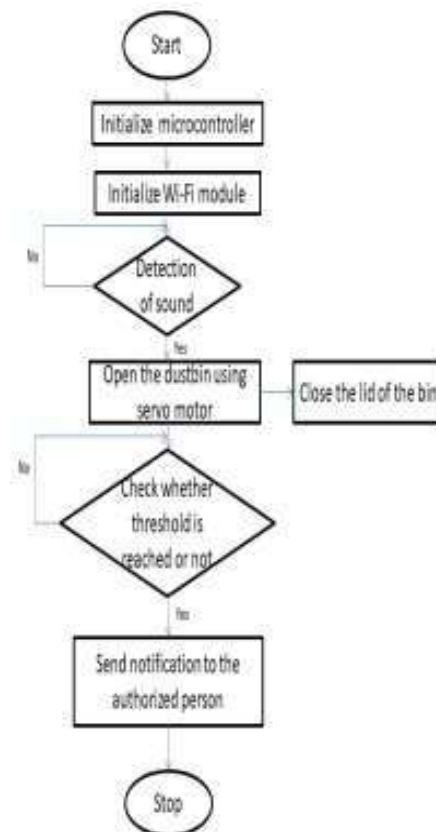 Start
Initialize microcontroller
Initialize Wi-Fi module
No
Detection
of sound
Yes
Open the dustbin using
servo motor
Close the lid of the bin
No
Check whether
threshold is
reached or not
Yes
Send notification to the
authorized person
Stop